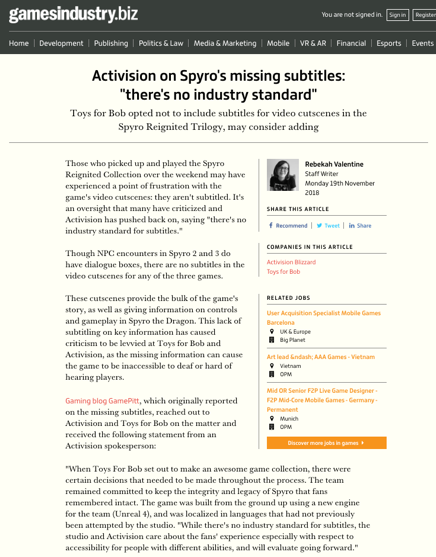 gamesindustry.biz
You are not signed in. Sign in Register
Home Development Publishing Politics & Law Media & Marketing Mobile VR & AR Financial Esports Events
Activision on Spyro's missing subtitles:
"there's no industry standard"
Toys for Bob opted not to include subtitles for video cutscenes in the
Spyro Reignited Trilogy, may consider adding
Those who picked up and played the Spyro
Reignited Collection over the weekend may have
experienced a point of frustration with the
game's video cutscenes: they aren't subtitled. It's
an oversight that many have criticized and
Activision has pushed back on, saying "there's no
industry standard for subtitles."
Though NPC encounters in Spyro 2 and 3 do
have dialogue boxes, there are no subtitles in the
video cutscenes for any of the three games.
These cutscenes provide the bulk of the game's
story, as well as giving information on controls
and gameplay in Spyro the Dragon. This lack of
subtitling on key information has caused
criticism to be levvied at Toys for Bob and
Activision, as the missing information can cause
the game to be inaccessible to deaf or hard of
hearing players.
Gaming blog GamePitt, which originally reported
on the missing subtitles, reached out to
Activision and Toys for Bob on the matter and
received the following statement from an
Activision spokesperson:
Rebekah Valentine
Staff Writer
Monday 19th November
2018
SHARE THIS ARTICLE
Recommend Tweet Share
COMPANIES IN THIS ARTICLE
Activision Blizzard
Toys for Bob
RELATED JOBS
User Acquisition Specialist Mobile Games
Barcelona
UK & Europe
Big Planet
Art lead &ndash; AAA Games - Vietnam
Vietnam
OPM
Mid OR Senior F2P Live Game Designer -
F2P Mid-Core Mobile Games - Germany -
Permanent
Munich
OPM
Discover more jobs in games
"When Toys For Bob set out to make an awesome game collection, there were
certain decisions that needed to be made throughout the process. The team
remained committed to keep the integrity and legacy of Spyro that fans
remembered intact. The game was built from the ground up using a new engine
for the team (Unreal 4), and was localized in languages that had not previously
been attempted by the studio. "While there's no industry standard for subtitles, the
studio and Activision care about the fans' experience especially with respect to
accessibility for people with different abilities, and will evaluate going forward."